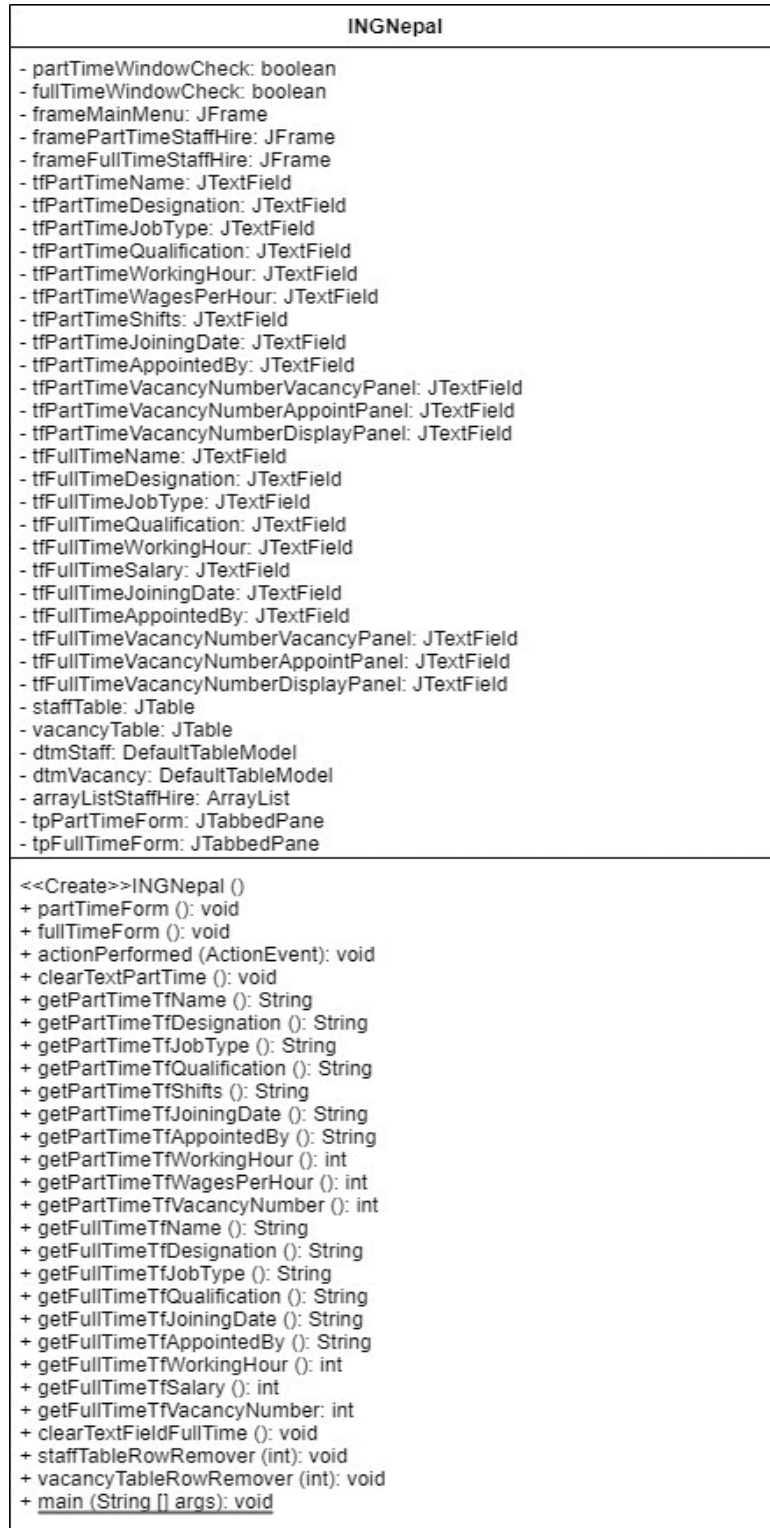 INGNepal
- partTimeWindowCheck: boolean
- fullTimeWindowCheck: boolean
- frameMainMenu: JFrame
- framePartTimeStaffHire: JFrame
- frameFullTimeStaffHire: JFrame
- tfPartTimeName: JTextField
- tfPartTimeDesignation: JTextField
- tfPartTimeJobType: JTextField
- tfPartTimeQualification: JTextField
- tfPartTimeWorkingHour: JTextField
- tfPartTimeWagesPerHour: JTextField
- tfPartTimeShifts: JTextField
- tfPartTimeJoiningDate: JTextField
- tfPartTimeAppointedBy: JTextField
- tfPartTimeVacancyNumberVacancyPanel: JTextField
- tfPartTimeVacancyNumberAppointPanel: JTextField
- tfPartTimeVacancyNumberDisplayPanel: JTextField
- tfFullTimeName: JTextField
- tfFullTimeDesignation: JTextField
- tfFullTimeJobType: JTextField
- tfFullTimeQualification: JTextField
- tfFullTimeWorkingHour: JTextField
- tfFullTimeSalary: JTextField
- tfFullTimeJoiningDate: JTextField
- tfFullTimeAppointedBy: JTextField
- tfFullTimeVacancyNumberVacancyPanel: JTextField
- tfFullTimeVacancyNumberAppointPanel: JTextField
- tfFullTimeVacancyNumberDisplayPanel: JTextField
- staffTable: JTable
- vacancyTable: JTable
- dtmStaff: DefaultTableModel
- dtmVacancy: DefaultTableModel
- arrayListStaffHire: ArrayList
- tpPartTimeForm: JTabbedPane
- tpFullTimeForm: JTabbedPane
<<Create>>INGNepal ()
+ partTimeForm (): void
+ fullTimeForm (): void
+ actionPerformed (ActionEvent): void
+ clearTextPartTime (): void
+ getPartTimeTfName (): String
+ getPartTimeTfDesignation (): String
+ getPartTimeTfJobType (): String
+ getPartTimeTfQualification (): String
+ getPartTimeTfShifts (): String
+ getPartTimeTfJoiningDate (): String
+ getPartTimeTfAppointedBy (): String
+ getPartTimeTfWorkingHour (): int
+ getPartTimeTfWagesPerHour (): int
+ getPartTimeTfVacancyNumber (): int
+ getFullTimeTfName (): String
+ getFullTimeTfDesignation (): String
+ getFullTimeTfJobType (): String
+ getFullTimeTfQualification (): String
+ getFullTimeTfJoiningDate (): String
+ getFullTimeTfAppointedBy (): String
+ getFullTimeTfWorkingHour (): int
+ getFullTimeTfSalary (): int
+ getFullTimeTfVacancyNumber: int
+ clearTextFieldFullTime (): void
+ staffTableRowRemover (int): void
+ vacancyTableRowRemover (int): void
+ main (String [] args): void